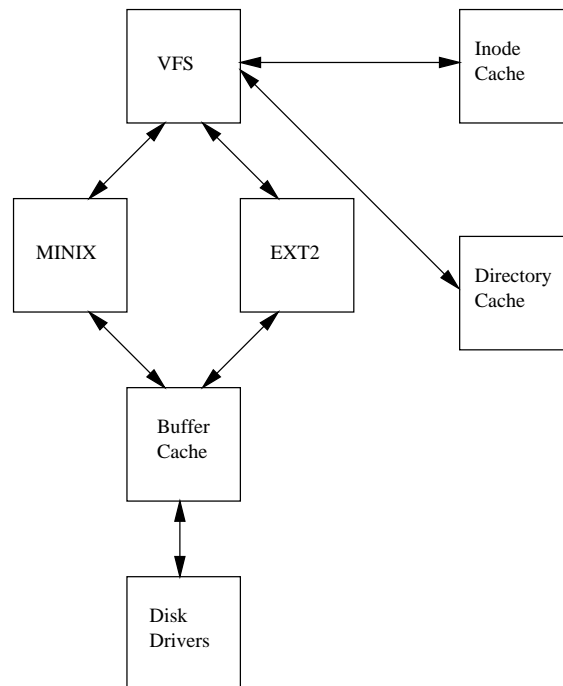 VFS
Inode
Cache
MINIX
EXT2
Directory
Cache
Buffer
Cache
Disk
Drivers